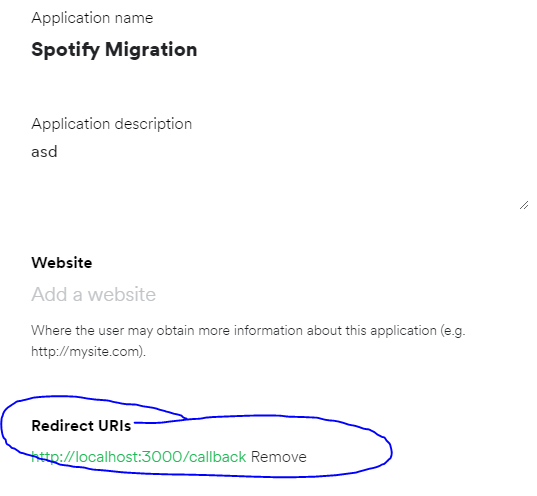 Application name
Spotify Migration
Application description
asd
Website
Add a website
Where the user may obtain more information about this application (e.g.
http://mysite.com).
Redirect URIs
http://localhost:3000/callback Remove